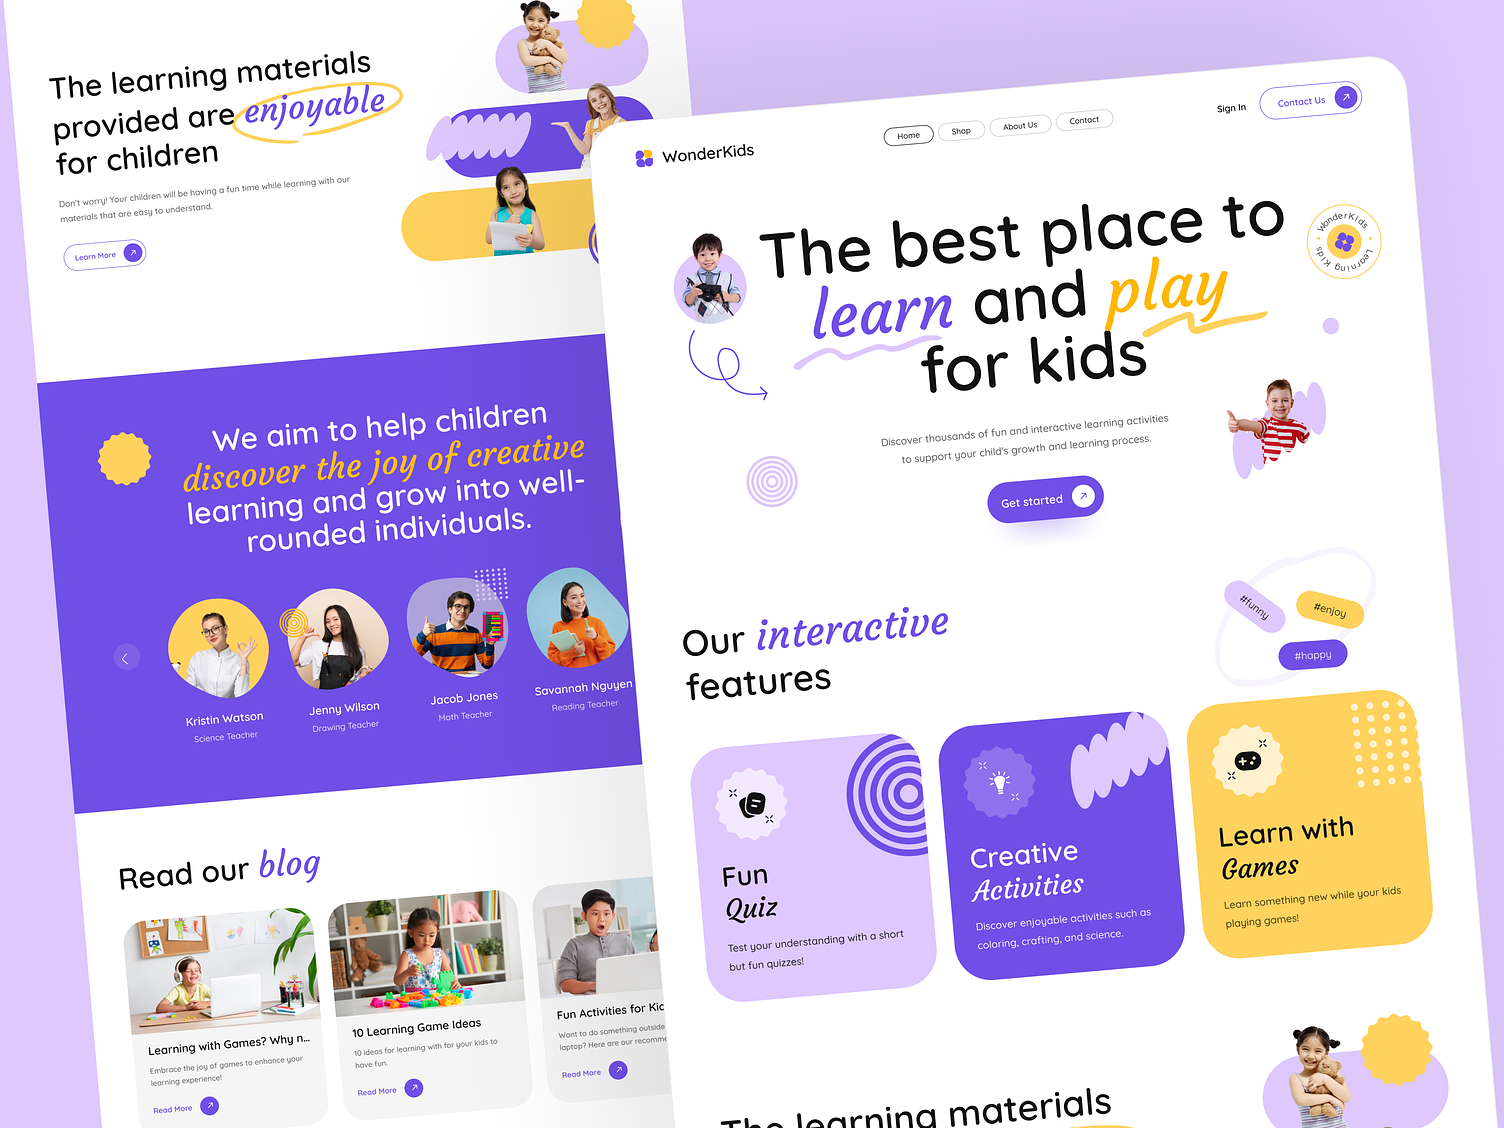 The learning materials
provided are enjoyable
for children
Don't worry! Your children will be having a fun time while learning with our
materials that are easy to understand.
Learn More
We aim to help children
discover the joy of creative
learning and grow into well-
rounded individuals.
Kristin Watson
Science Teacher
Jenny Wilson
Drawing Teacher
Jacob Jones
Math Teacher
Savannah Nguyen
Reading Teacher
Read our blog
Learning with Games? Why n...
Embrace the joy of games to enhance your
learning experience!
Read More
10 Learning Game Ideas
10 ideas for learning with for your kids to
have fun.
Read More
Fun Activities for Kid
Want to do something outside
laptop? Here are our recomme
Read More
WonderKids
Home
Shop
About Us
Contact
Sign In
Contact Us
The best place to
learn and play
for kids
WonderKids
Learning Kids
Discover thousands of fun and interactive learning activities
to support your child's growth and learning process.
Get started
Our interactive
features
#funny
#enjoy
#happy
Fun
Quiz
Test your understanding with a short
but fun quizzes!
Creative
Activities
Discover enjoyable activities such as
coloring, crafting, and science.
Learn with
Games
Learn something new while your kids
playing games!
The learning materials